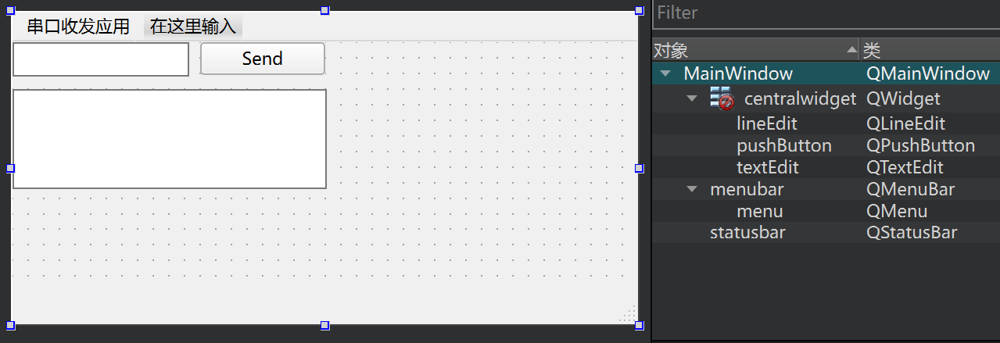 串口收发应用 在这里输入
Send
Filter
对象 类
MainWindow QMainWindow
centralwidget QWidget
lineEdit QLineEdit
pushButton QPushButton
textEdit QTextEdit
menubar QMenuBar
menu QMenu
statusbar QStatusBar